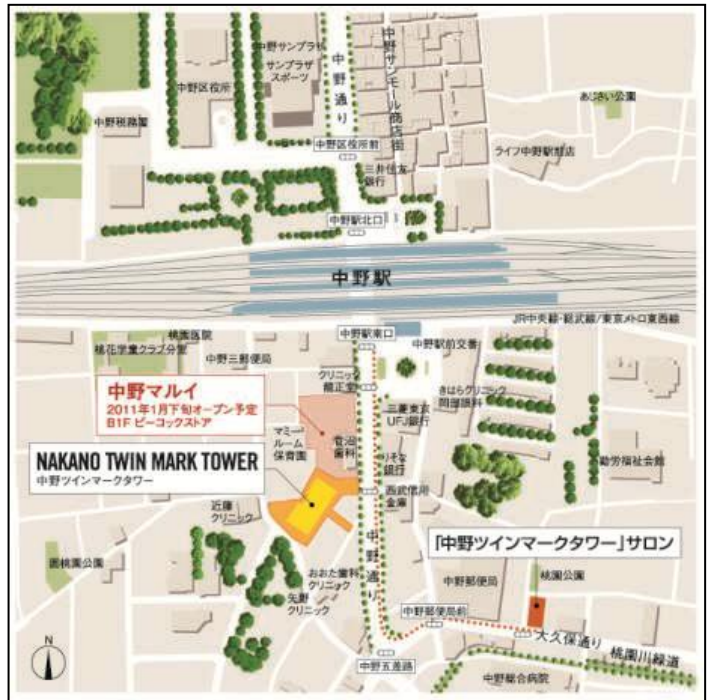 中野サンプラザ
サンプラザ
スポーツ
中野区役所
中野税務署
中野通り
中野サンモール商店街
あじさい公園
中野区役所前
ライフ中野駅前店
三井住友
銀行
中野駅北口
中野駅
JR中央線・総武線/東京メトロ東西線
桃園医院
桃花学童クラブ分室
中野三郵便局
中野駅南口
中野駅前交番
クリニック
龍正堂
きはらクリニック
岡部眼科
中野マルイ
2011年1月下旬オープン予定
B1F ピーコックストア
三菱東京
UFJ銀行
マミー
ルーム
保育園
菅沼
歯科
りそな
銀行
勤労福祉会館
NAKANO TWIN MARK TOWER
中野ツインマークタワー
西武信用
金庫
近藤
クリニック
「中野ツインマークタワー」サロン
中野通り
囲桃園公園
おおた歯科
クリニック
矢野
クリニック
中野郵便局
桃園公園
中野郵便局前
大久保通り
桃園川緑道
中野五差路
中野総合病院
N